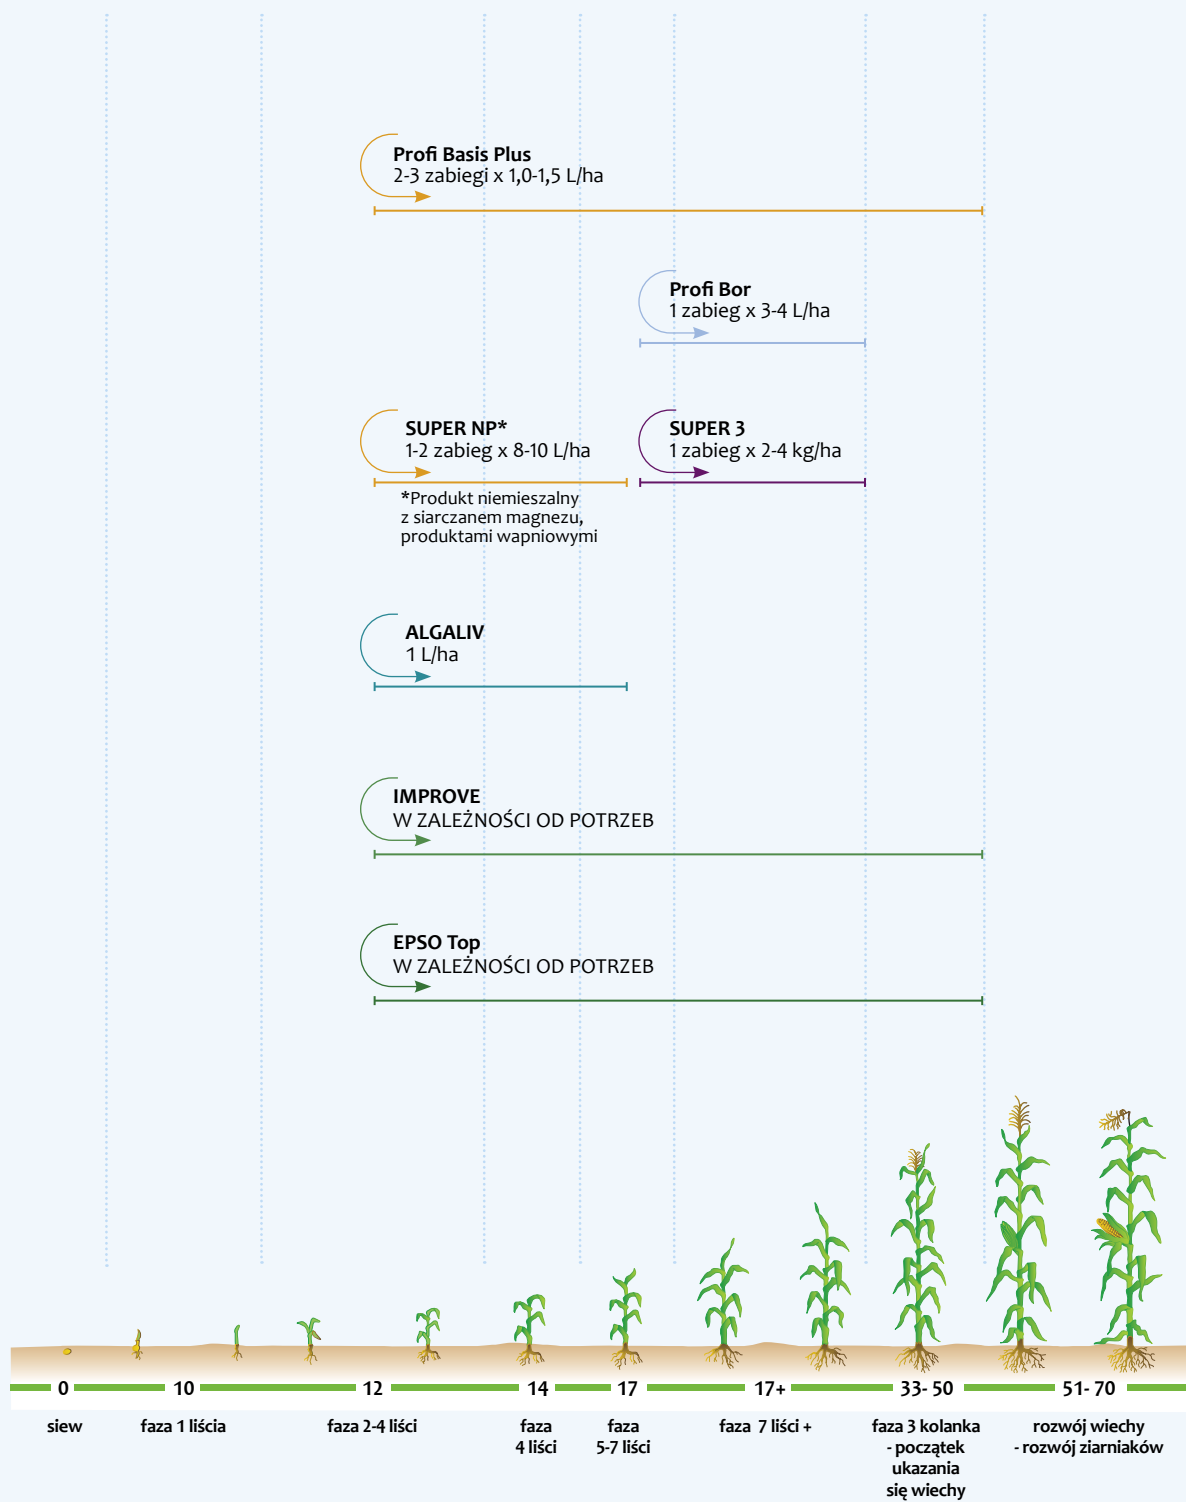 Profi Basis Plus
2-3 zabiegi x 1,0-1,5 L/ha
Profi Bor
1 zabieg x 3-4 L/ha
SUPER NP*
1-2 zabieg x 8-10 L/ha
*Produkt niemieszalny
z siarczanem magnezu,
produktami wapniowymi
SUPER 3
1 zabieg x 2-4 kg/ha
ALGALIV
1 L/ha
IMPROVE
W ZALEŻNOŚCI OD POTRZEB
EPSO Top
W ZALEŻNOŚCI OD POTRZEB
0
siew
10
faza 1 liścia
12
faza 2-4 liści
14
faza
4 liści
17
faza
5-7 liści
17+
faza 7 liści +
33- 50
faza 3 kolanka
- początek
ukazania
się wiechy
51- 70
rozwój wiechy
- rozwój ziarniaków